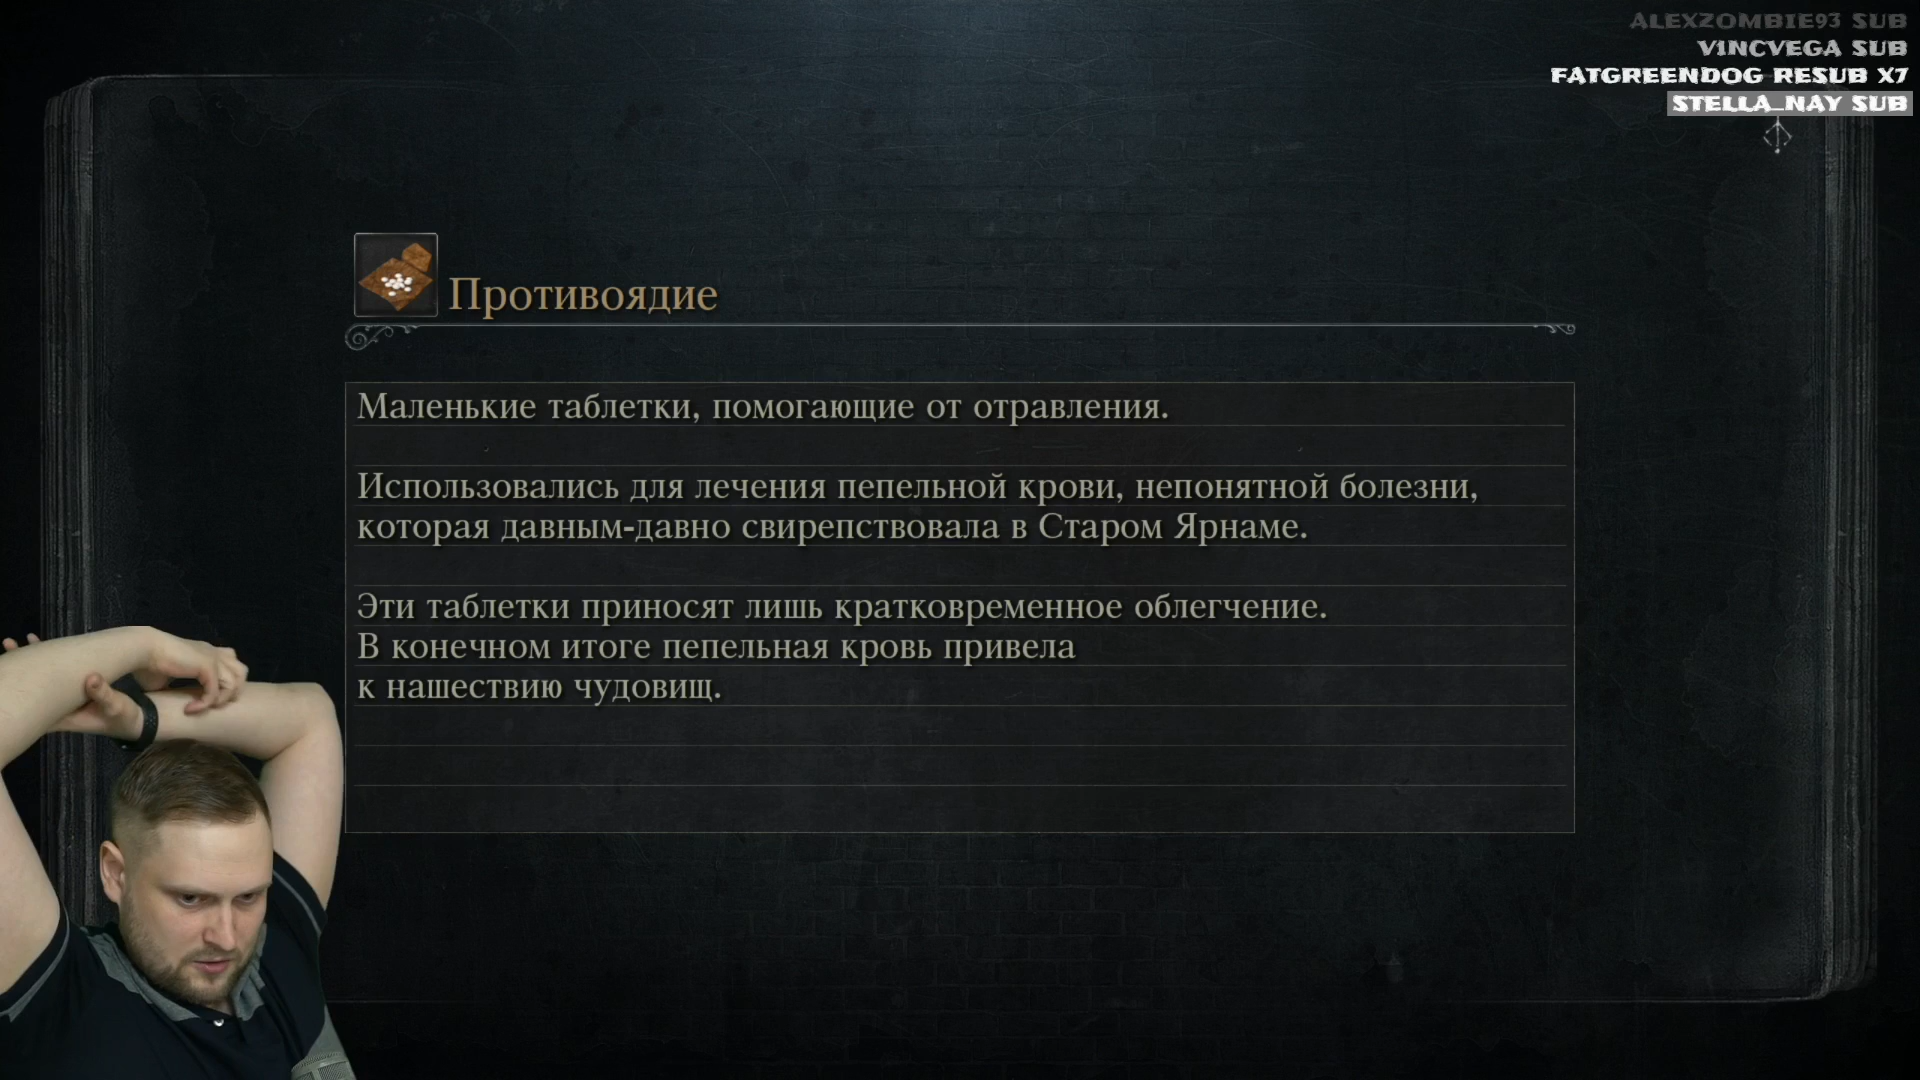 ALEXZOMBIE93 SUB
VINCVEGA SUB
FATGREENDOG RESUB X7
STELLA_NAY SUB
Противоядие
Маленькие таблетки, помогающие от отравления.
Использовались для лечения пепельной крови, непонятной болезни,
которая давным-давно свирепствовала в Старом Ярнаме.
Эти таблетки приносят лишь кратковременное облегчение.
В конечном итоге пепельная кровь привела
к нашествию чудовищ.